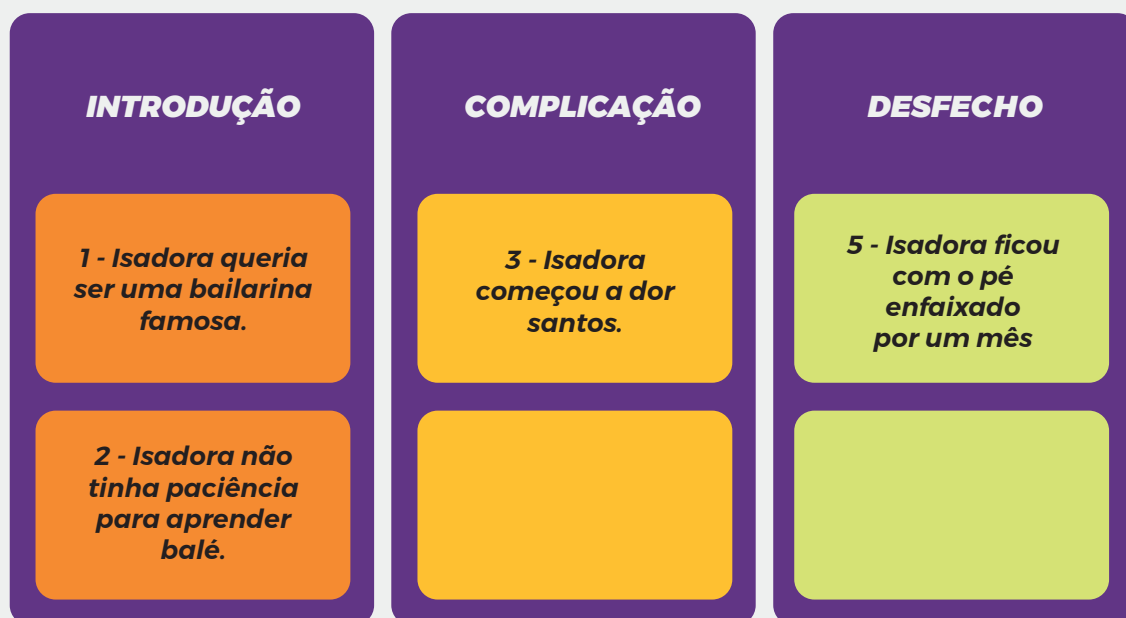 INTRODUÇÃO
1 - Isadora queria
ser uma bailarina
famosa.
2 - Isadora não
tinha paciência
para aprender
balé.
COMPLICAÇÃO
3 - Isadora
começou a dor
santos.
DESFECHO
5 - Isadora ficou
com o pé
enfaixado
por um mês